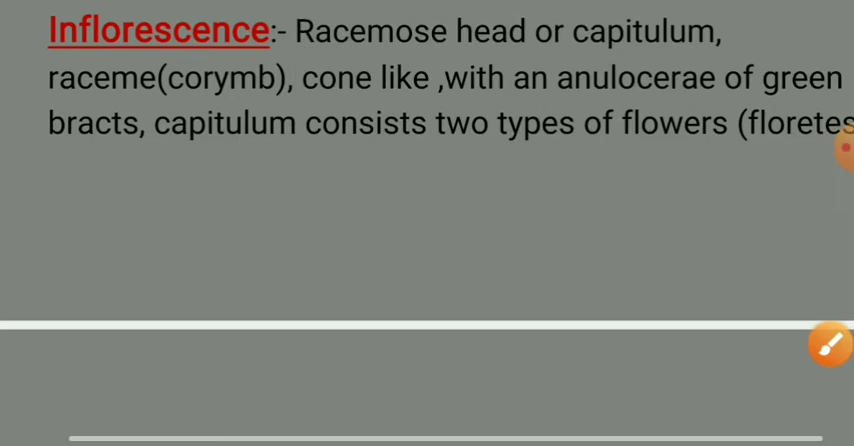 Inflorescence:- Racemose head or capitulum,
raceme(corymb), cone like ,with an anulocerae of green
bracts, capitulum consists two types of flowers (floretes